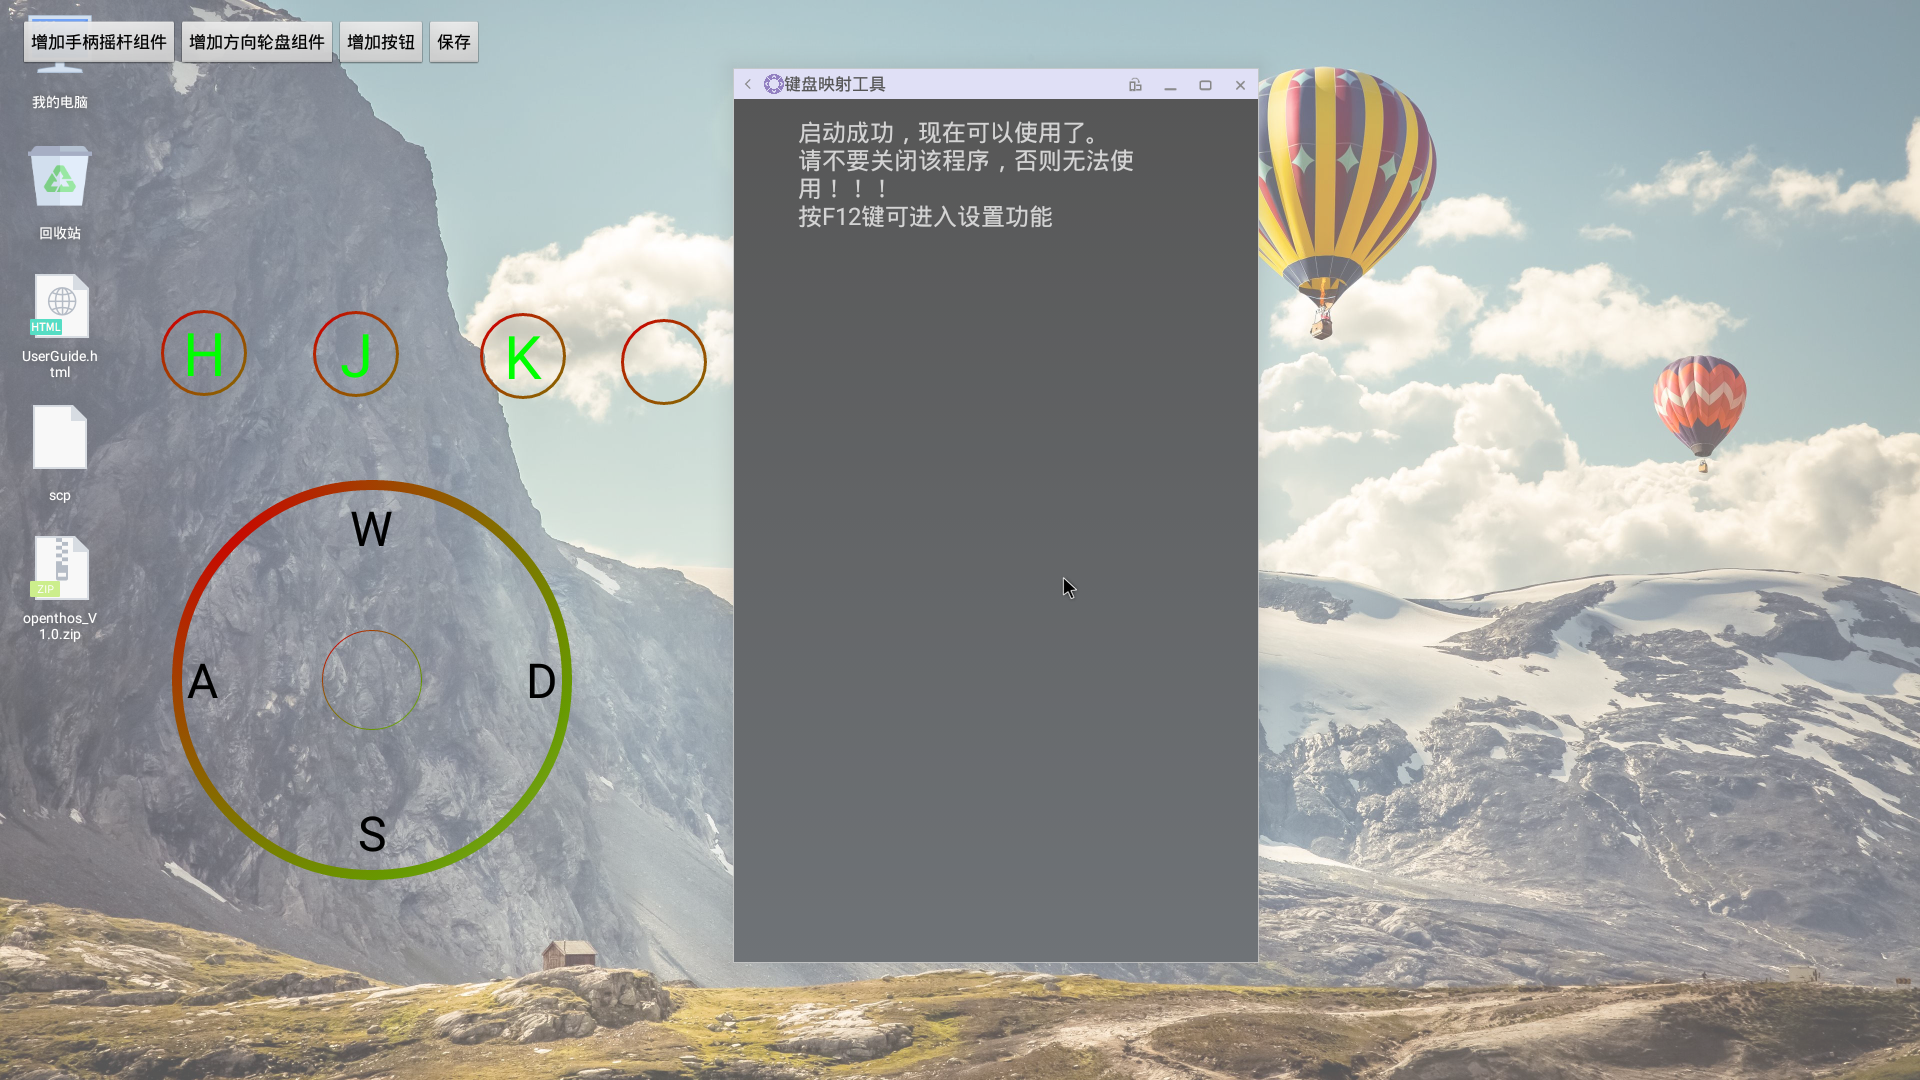 增加手柄摇杆组件 增加方向轮盘组件 增加按钮 保存
我的电脑
回收站
HTML
UserGuide.h
tml
scp
ZIP
openthos_V
1.0.zip
H J K
W
A D
S
键盘映射工具
启动成功，现在可以使用了。
请不要关闭该程序，否则无法使
用！！！
按F12键可进入设置功能